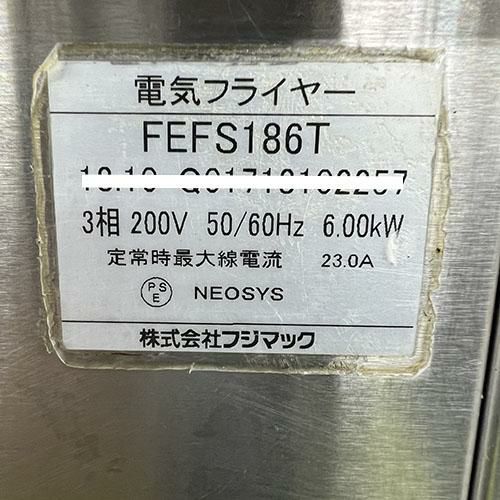 電気フライヤー
FEFS186T
3相 200V 50/60Hz 6.00kW
定常時最大線電流 23.0A
PSE NEOSYS
株式会社フジマック